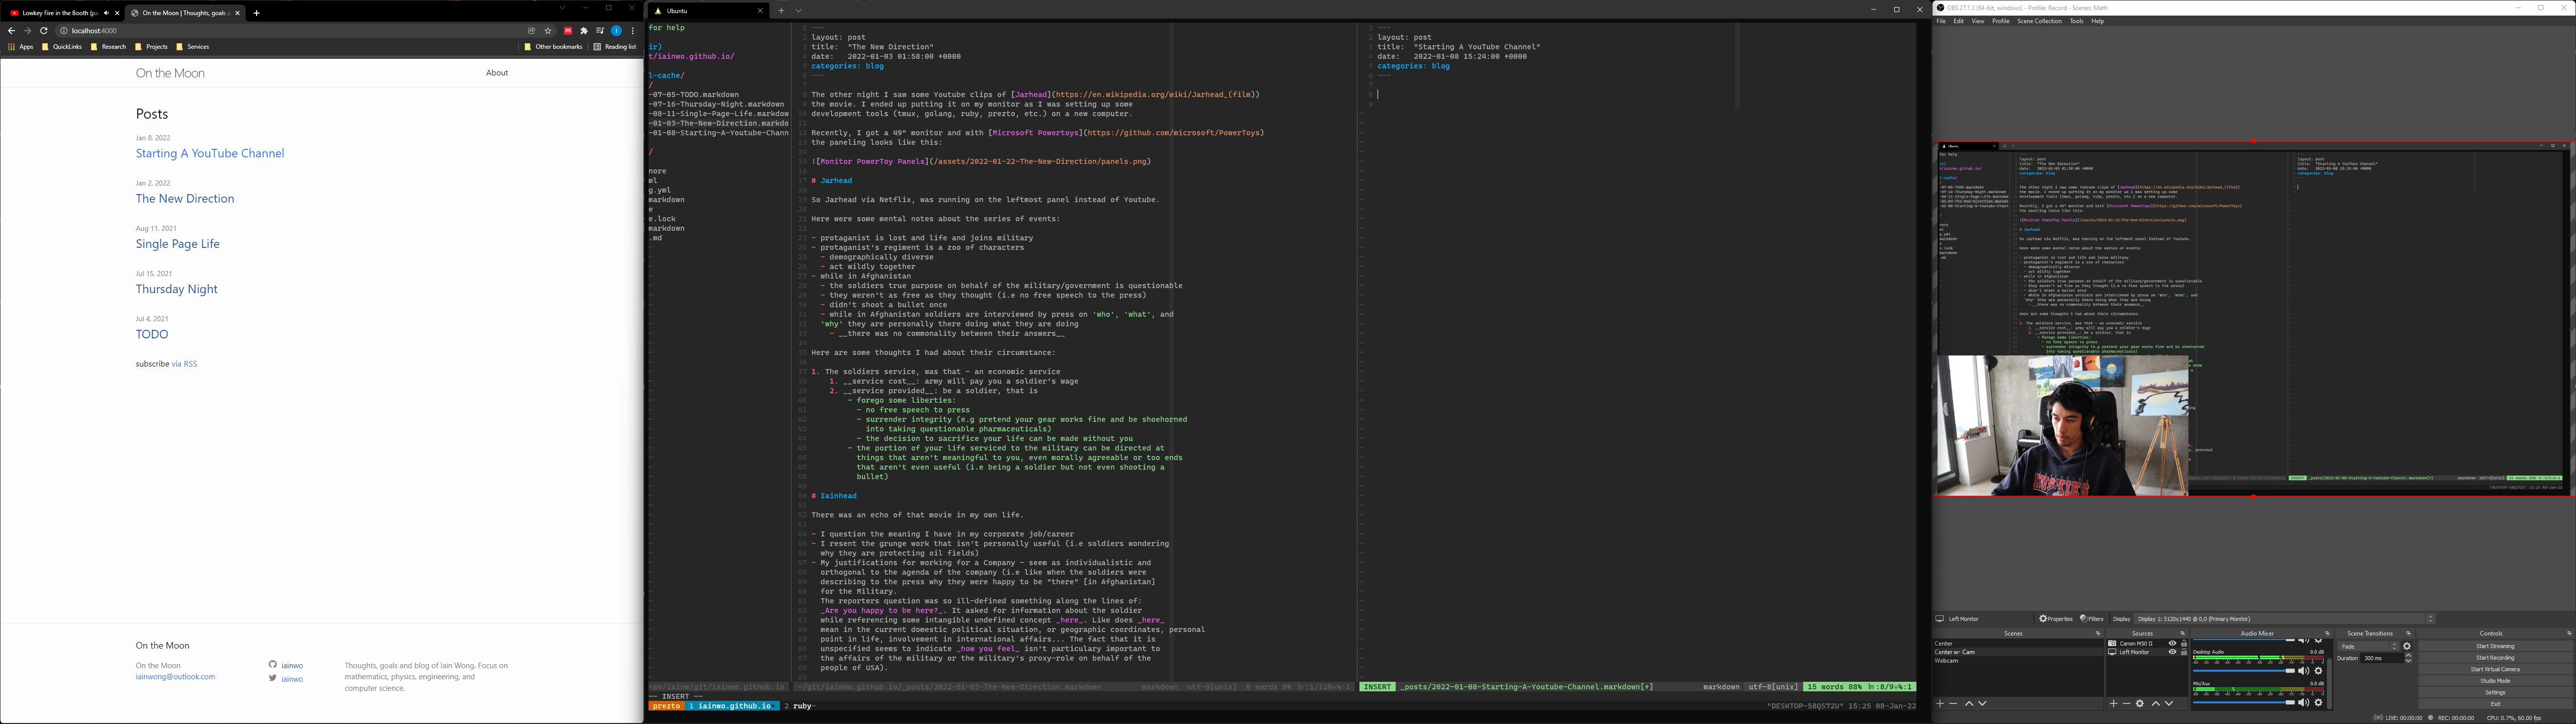 Lowkey Fire in the Booth (pa
On the Moon | Thoughts, goals a
localhost:4000
Apps
QuickLinks
Research
Projects
Services
Other bookmarks
Reading list
On the Moon
About
Posts
Jan 8, 2022
Starting A YouTube Channel
Jan 2, 2022
The New Direction
Aug 11, 2021
Single Page Life
Jul 15, 2021
Thursday Night
Jul 4, 2021
TODO
subscribe via RSS
On the Moon
On the Moon
iainwong@outlook.com
iainwo
iainwo
Thoughts, goals and blog of Iain Wong. Focus on
mathematics, physics, engineering, and
computer science.
Ubuntu
for help
ir)
t/iainwo.github.io/
l-cache/
/
-07-05-TODO.markdown
-07-16-Thursday-Night.markdown
-08-11-Single-Page-Life.markdow
-01-03-The-New-Direction.markdo
-01-08-Starting-A-Youtube-Chann
/
nore
ml
g.yml
markdown
e
e.lock
markdown
.md
---
layout: post
title:  "The New Direction"
date:   2022-01-03 01:58:00 +0000
categories: blog
---
The other night I saw some Youtube clips of [Jarhead](https://en.wikipedia.org/wiki/Jarhead_(film))
the movie. I ended up putting it on my monitor as I was setting up some
development tools (tmux, golang, ruby, prezto, etc.) on a new computer.
Recently, I got a 49" monitor and with [Microsoft Powertoys](https://github.com/microsoft/PowerToys)
the paneling looks like this:
![Monitor PowerToy Panels](/assets/2022-01-22-The-New-Direction/panels.png)
# Jarhead
So Jarhead via Netflix, was running on the leftmost panel instead of Youtube.
Here were some mental notes about the series of events:
- protaganist is lost and life and joins military
- protaganist's regiment is a zoo of characters
- demographically diverse
- act wildly together
- while in Afghanistan
- the soldiers true purpose on behalf of the military/government is questionable
- they weren't as free as they thought (i.e no free speech to the press)
- didn't shoot a bullet once
- while in Afghanistan soldiers are interviewed by press on 'who', 'what', and
'why' they are personally there doing what they are doing
- __there was no commonality between their answers__
Here are some thoughts I had about their circumstance:
1. The soldiers service, was that - an economic service
1. __service cost__: army will pay you a soldier's wage
2. __service provided__: be a soldier, that is
- forego some liberties:
- no free speech to press
- surrender integrity (e.g pretend your gear works fine and be shoehorned
into taking questionable pharmaceuticals)
- the decision to sacrifice your life can be made without you
- the portion of your life serviced to the military can be directed at
things that aren't meaningful to you, even morally agreeable or too ends
that aren't even useful (i.e being a soldier but not even shooting a
bullet)
# Iainhead
There was an echo of that movie in my own life.
- I question the meaning I have in my corporate job/career
- I resent the grunge work that isn't personally useful (i.e soldiers wondering
why they are protecting oil fields)
- My justifications for working for a Company - seem as individualistic and
orthogonal to the agenda of the company (i.e like when the soldiers were
describing to the press why they were happy to be "there" [in Afghanistan]
for the Military.
The reporters question was so ill-defined something along the lines of:
_Are you happy to be here?_. It asked for information about the soldier
while referencing some intangible undefined concept _here_. Like does _here_
mean in the current domestic political situation, or geographic coordinates, personal
point in life, involvement in international affairs... The fact that it is
unspecified seems to indicate _how you feel_ isn't particulary important to
the affairs of the military or the military's proxy-role on behalf of the
people of USA).
-- INSERT --
prezto 1 iainwo.github.io 2 ruby
---
layout: post
title:  "Starting A YouTube Channel"
date:   2022-01-08 15:24:00 +0000
categories: blog
---
INSERT _posts/2022-01-08-Starting-A-Youtube-Channel.markdown[+]
markdown utf-8[unix] 15 words 88%
"DESKTOP-58QS72U" 15:25 08-Jan-22
OBS 27.1.3 (64-bit, windows) - Profile: Record - Scenes: Math
File Edit View Profile Scene Collection Tools Help
Left Monitor
Properties
Filters
Display
Display 1: 5120x1440 @ 0,0 (Primary Monitor)
Scenes
Center
Center w- Cam
Webcam
Sources
Canon M50 II
Left Monitor
Audio Mixer
Desktop Audio
0.0 dB
Mic/Aux
0.0 dB
Scene Transitions
Fade
Duration 300 ms
Controls
Start Streaming
Start Recording
Start Virtual Camera
Studio Mode
Settings
Exit
LIVE: 00:00:00
REC: 00:00:00
CPU: 0.7%, 60.00 fps